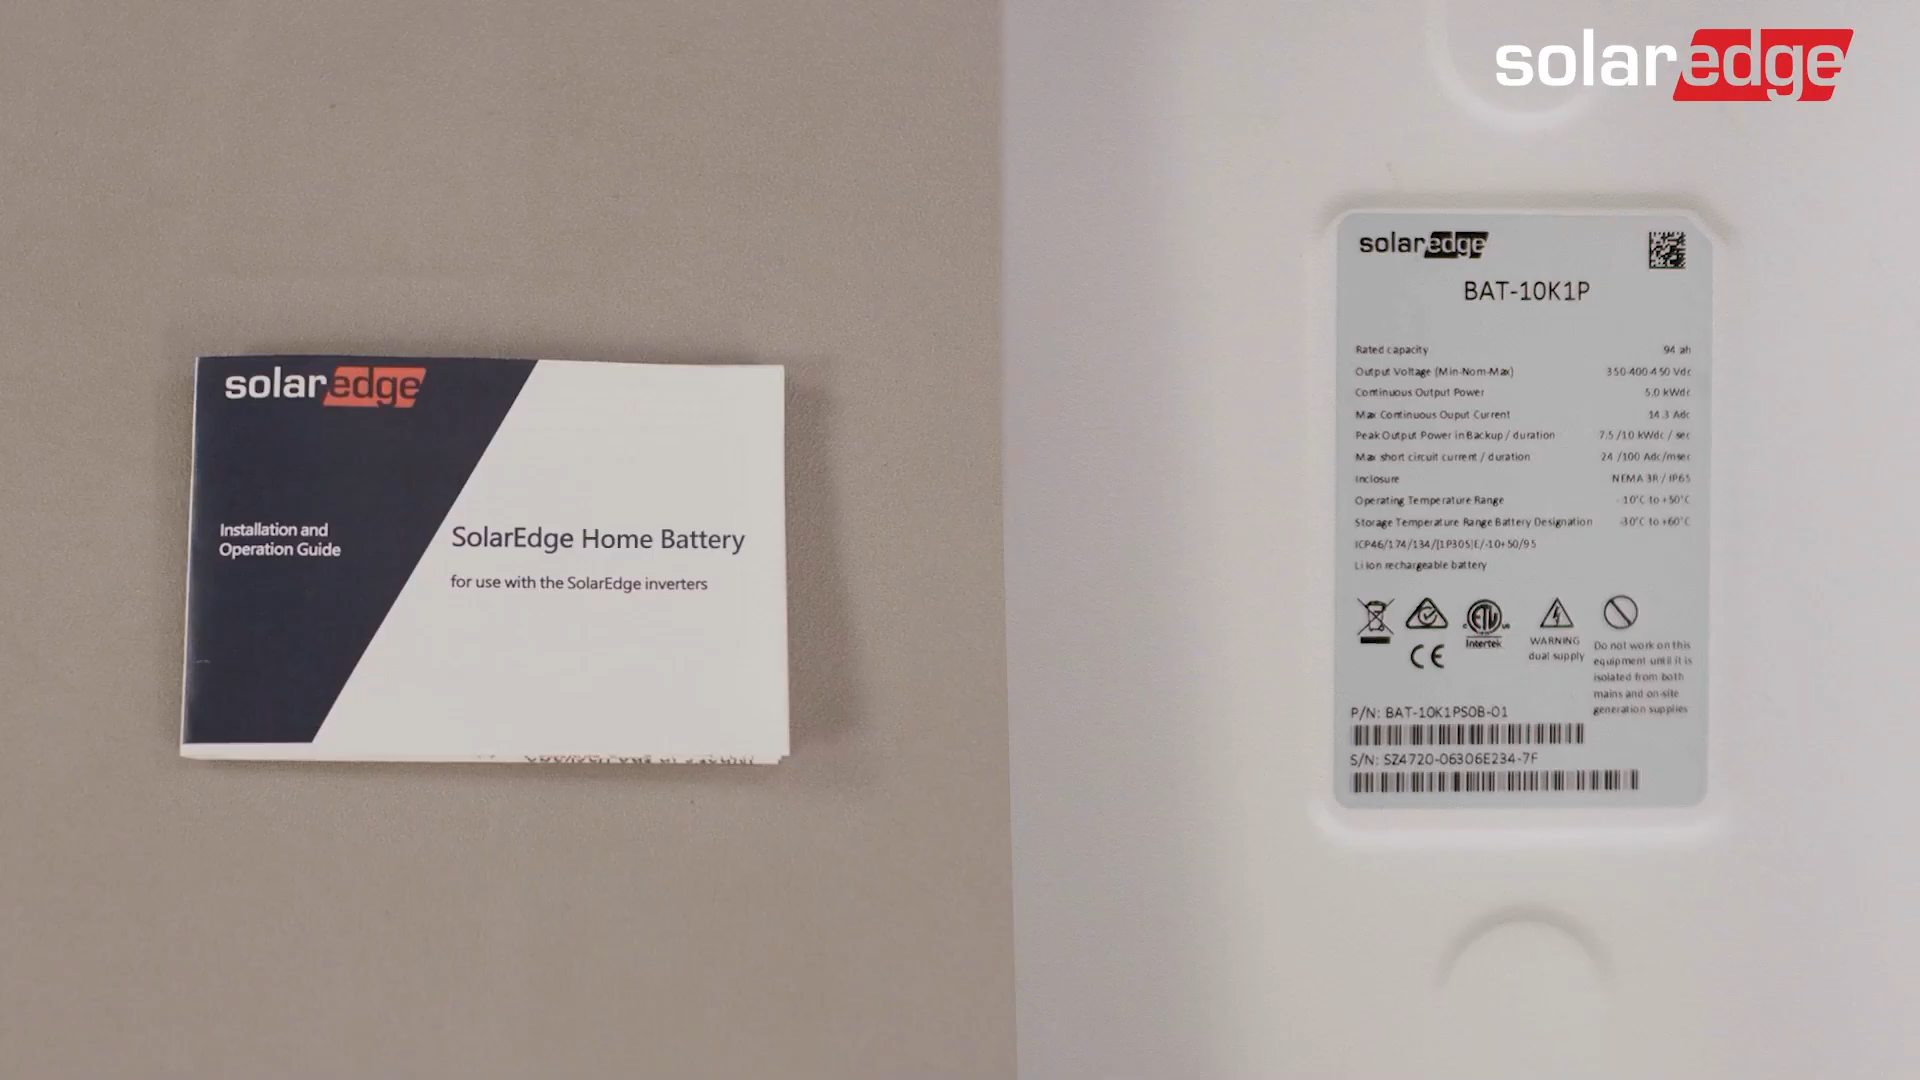 solaredge
solaredge
Installation and
Operation Guide
SolarEdge Home Battery
for use with the SolarEdge inverters
solaredge
BAT-10K1P
Rated capacity 94 ah
Output Voltage (Min-Nom-Max) 350-400-450 Vdc
Continuous Output Power 5.0 kWdc
Max Continuous Ouput Current 14.3 Adc
Peak Output Power in Backup / duration 7.5 /10 kWdc / sec
Max short circuit current / duration 24 /100 Adc/msec
Inclosure NEMA 3R / IP65
Operating Temperature Range -10°C to +50°C
Storage Temperature Range Battery Designation -30°C to +60°C
ICP46/174/134/[1P30S]E/-10+50/95
Li Ion rechargeable battery
ETL
C US
Intertek
CE
WARNING
dual supply
Do not work on this
equipment until it is
isolated from both
mains and on-site
generation supplies
P/N: BAT-10K1PS0B-01
S/N: SZ4720-06306E234-7F